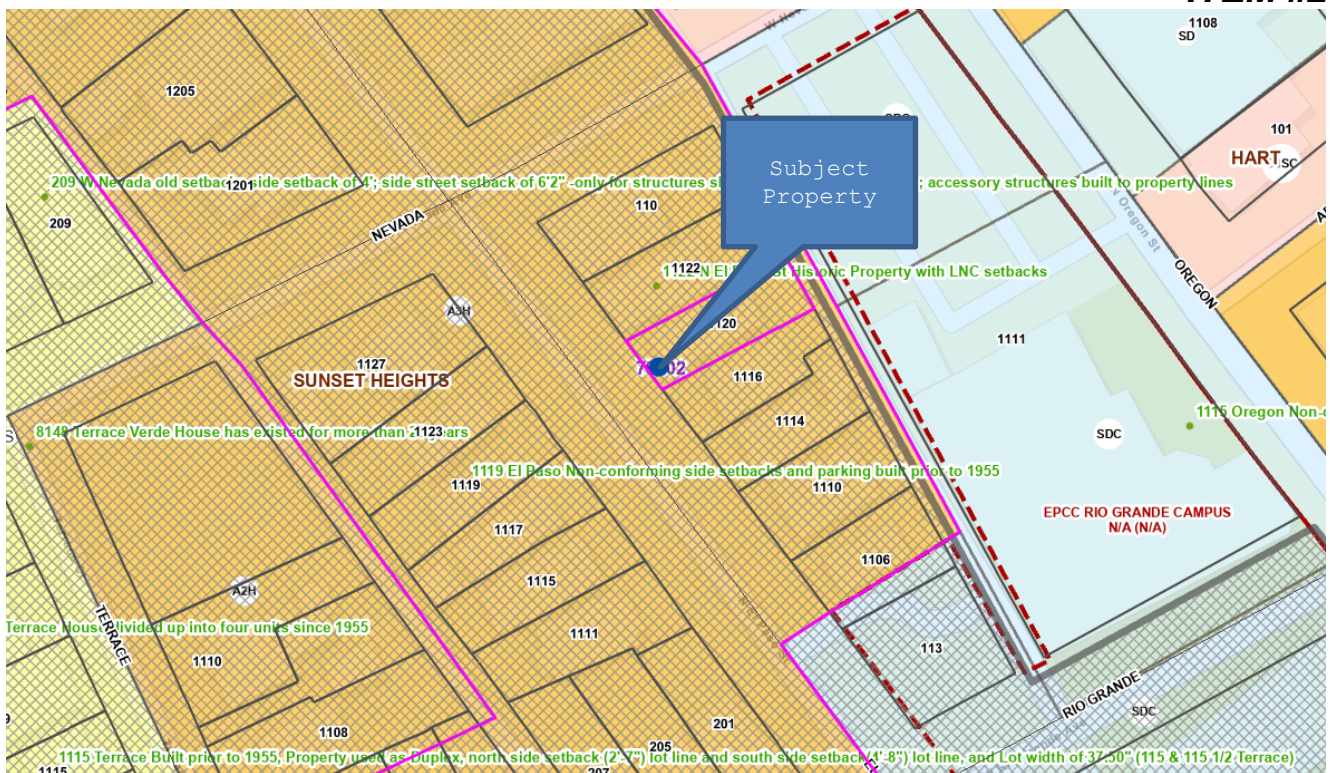 1108
SD
1205
101
HART
SC
Subject
Property
209 W Nevada old setback
side setback of 4'; side street setback of 6'2" -only for structures
; accessory structures built to property lines
1201
110
209
NEVADA
N Oregon St
OREGON
1122
N El
Historic Property with LNC setbacks
A3H
1120
1111
1127
SUNSET HEIGHTS
1116
1114
SDC
1115 Oregon Non-c
8148 Terrace Verde House has existed for more than
years
1123
1119 El Paso Non-conforming side setbacks and parking built prior to 1955
1119
1110
EPCC RIO GRANDE CAMPUS
N/A (N/A)
1117
1106
1115
A2H
TERRACE
Terrace House divided up into four units since 1955
1111
113
1110
RIO GRANDE
SDC
1108
201
205
1115 Terrace Built prior to 1955, Property used as Duplex, north side setback (2'-7") lot line and south side setback (4'-8") lot line, and Lot width of 37.50" (115 & 115 1/2 Terrace)
207
1115